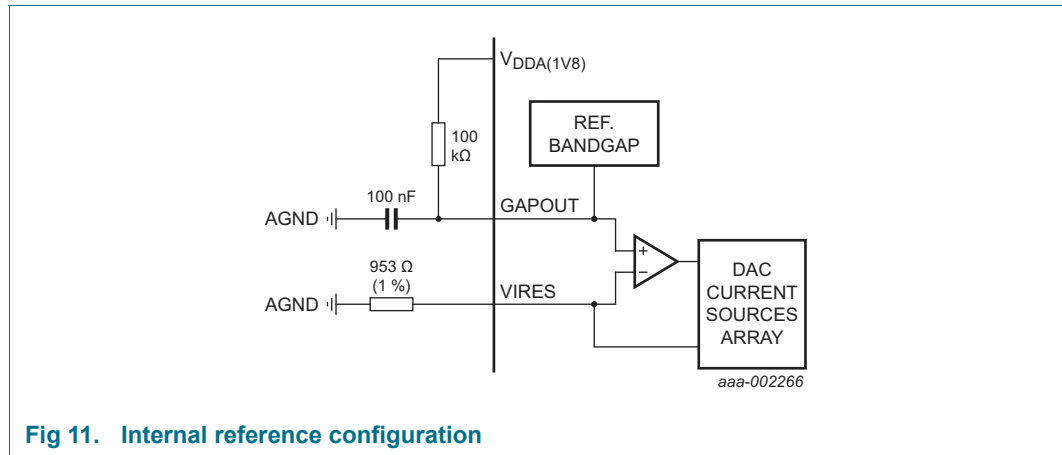 VDDA(1V8)
100
kΩ
REF.
BANDGAP
100 nF
AGND
GAPOUT
953 Ω
(1 %)
AGND
VIRES
+
−
DAC
CURRENT
SOURCES
ARRAY
aaa-002266
Fig 11. Internal reference configuration